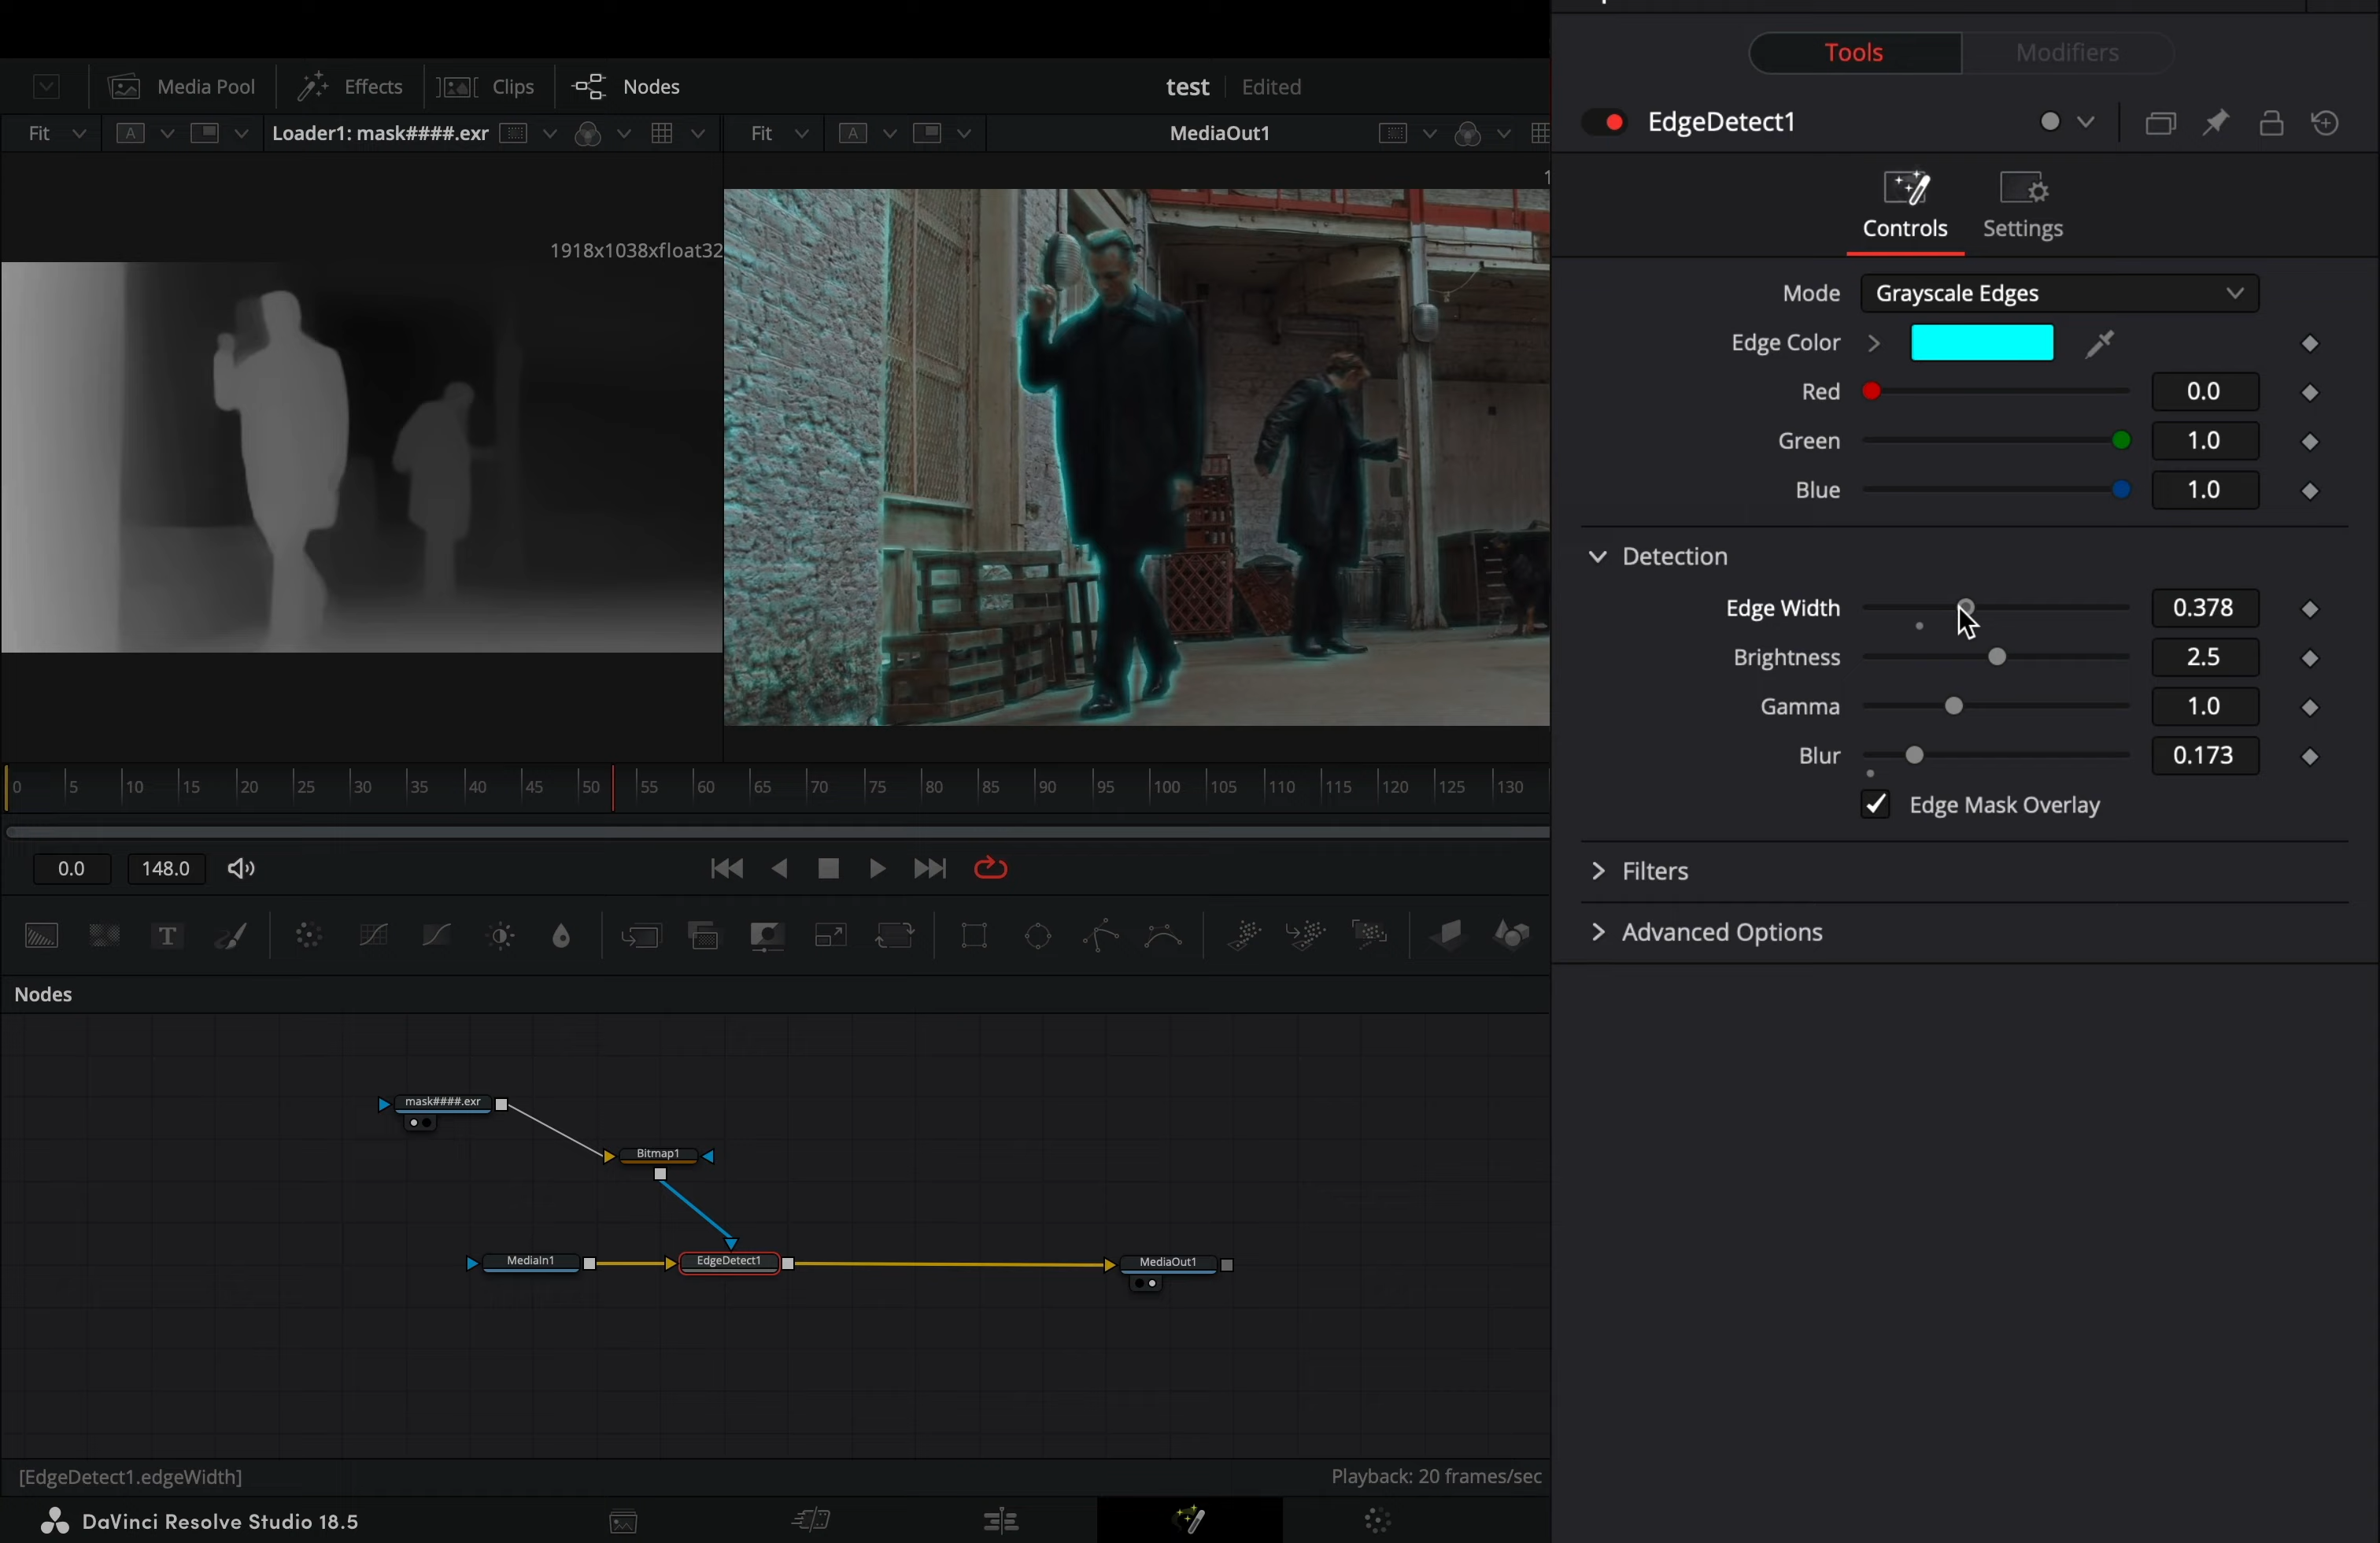 Tools
Modifiers
Media Pool
Effects
Clips
Nodes
test
Edited
EdgeDetect1
Fit
A
Loader1: mask####.exr
Fit
A
MediaOut1
Controls
Settings
1918x1038xfloat32
Mode
Grayscale Edges
Edge Color
Red
0.0
Green
1.0
Blue
1.0
Detection
Edge Width
0.378
Brightness
2.5
Gamma
1.0
Blur
0.173
Edge Mask Overlay
Filters
Advanced Options
0 5 10 15 20 25 30 35 40 45 50 55 60 65 70 75 80 85 90 95 100 105 110 115 120 125 130
0.0
148.0
T
Nodes
mask####.exr
Bitmap1
MediaIn1
EdgeDetect1
MediaOut1
[EdgeDetect1.edgeWidth]
Playback: 20 frames/sec
DaVinci Resolve Studio 18.5